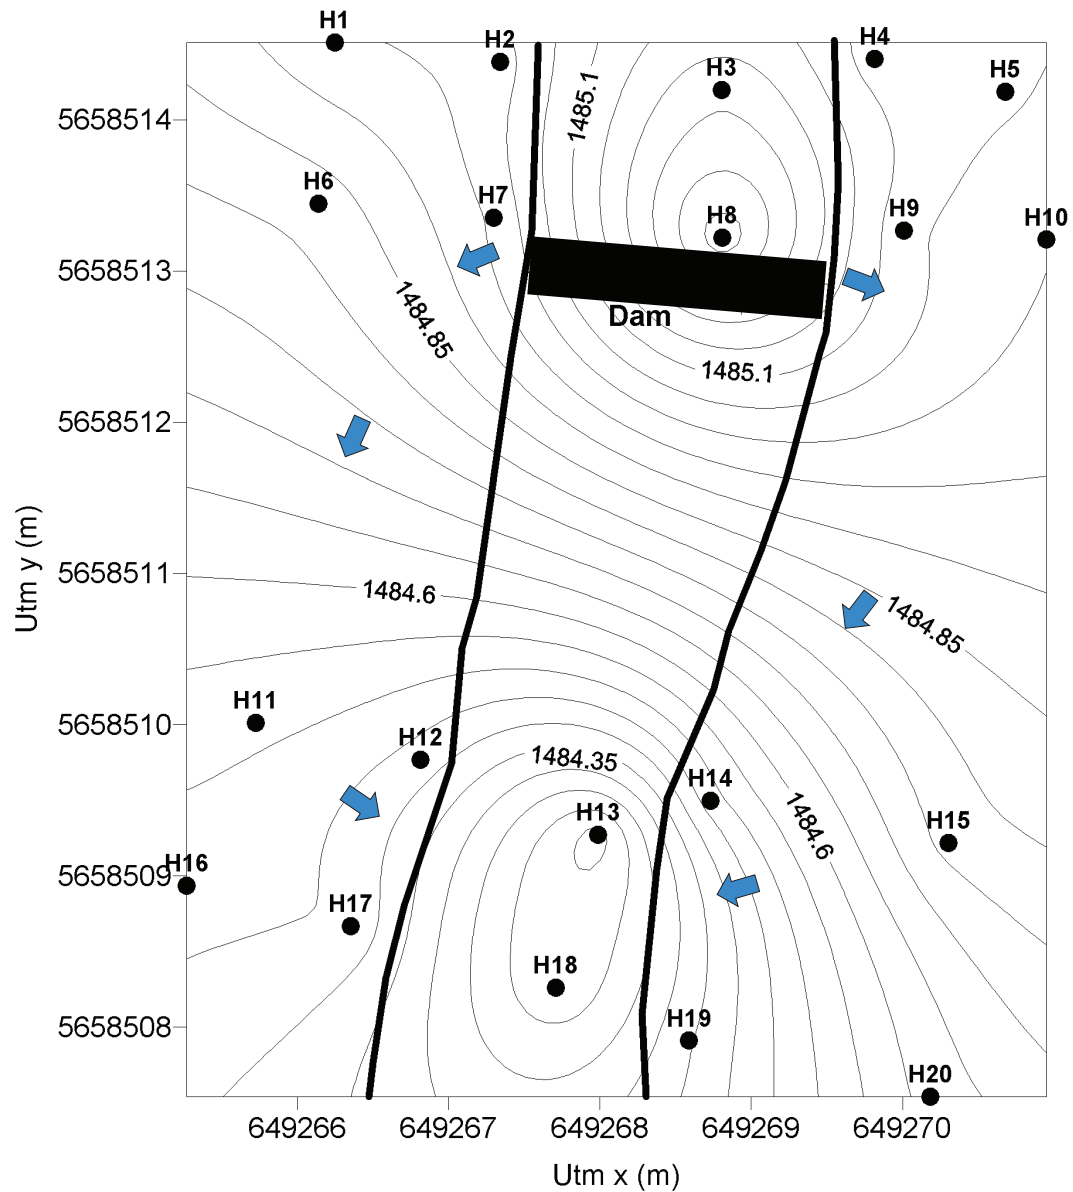 H1
H2
H4
H3
H5
1485.1
5658514
H6
H7
H8
H9
H10
5658513
1484.85
Dam
1485.1
5658512
Utm y (m)
5658511
1484.6
1484.85
H11
5658510
H12
1484.35
H14
H13
1484.6
H15
H16
5658509
H17
H18
H19
5658508
H20
649266
649267
649268
649269
649270
Utm x (m)